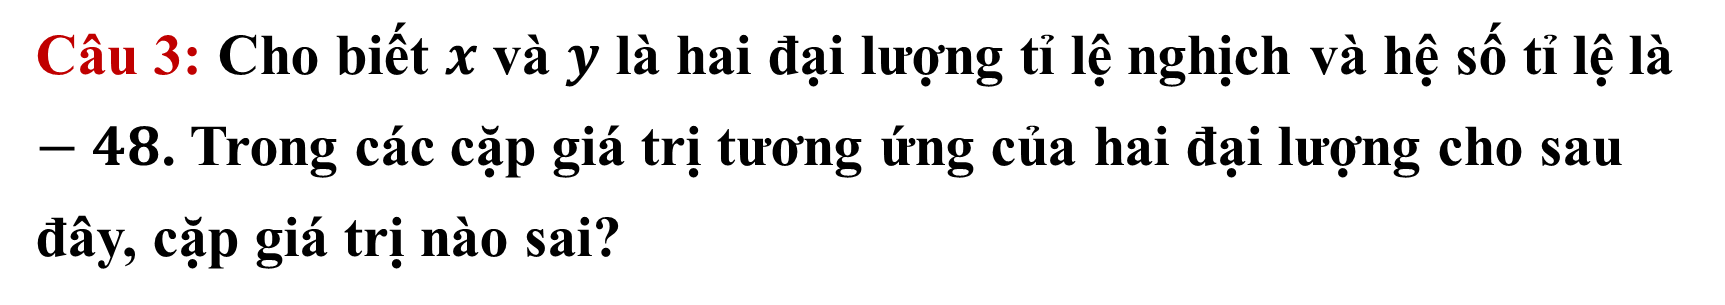 Câu 3: Cho biết x và y là hai đại lượng tỉ lệ nghịch và hệ số tỉ lệ là
− 48. Trong các cặp giá trị tương ứng của hai đại lượng cho sau
đây, cặp giá trị nào sai?